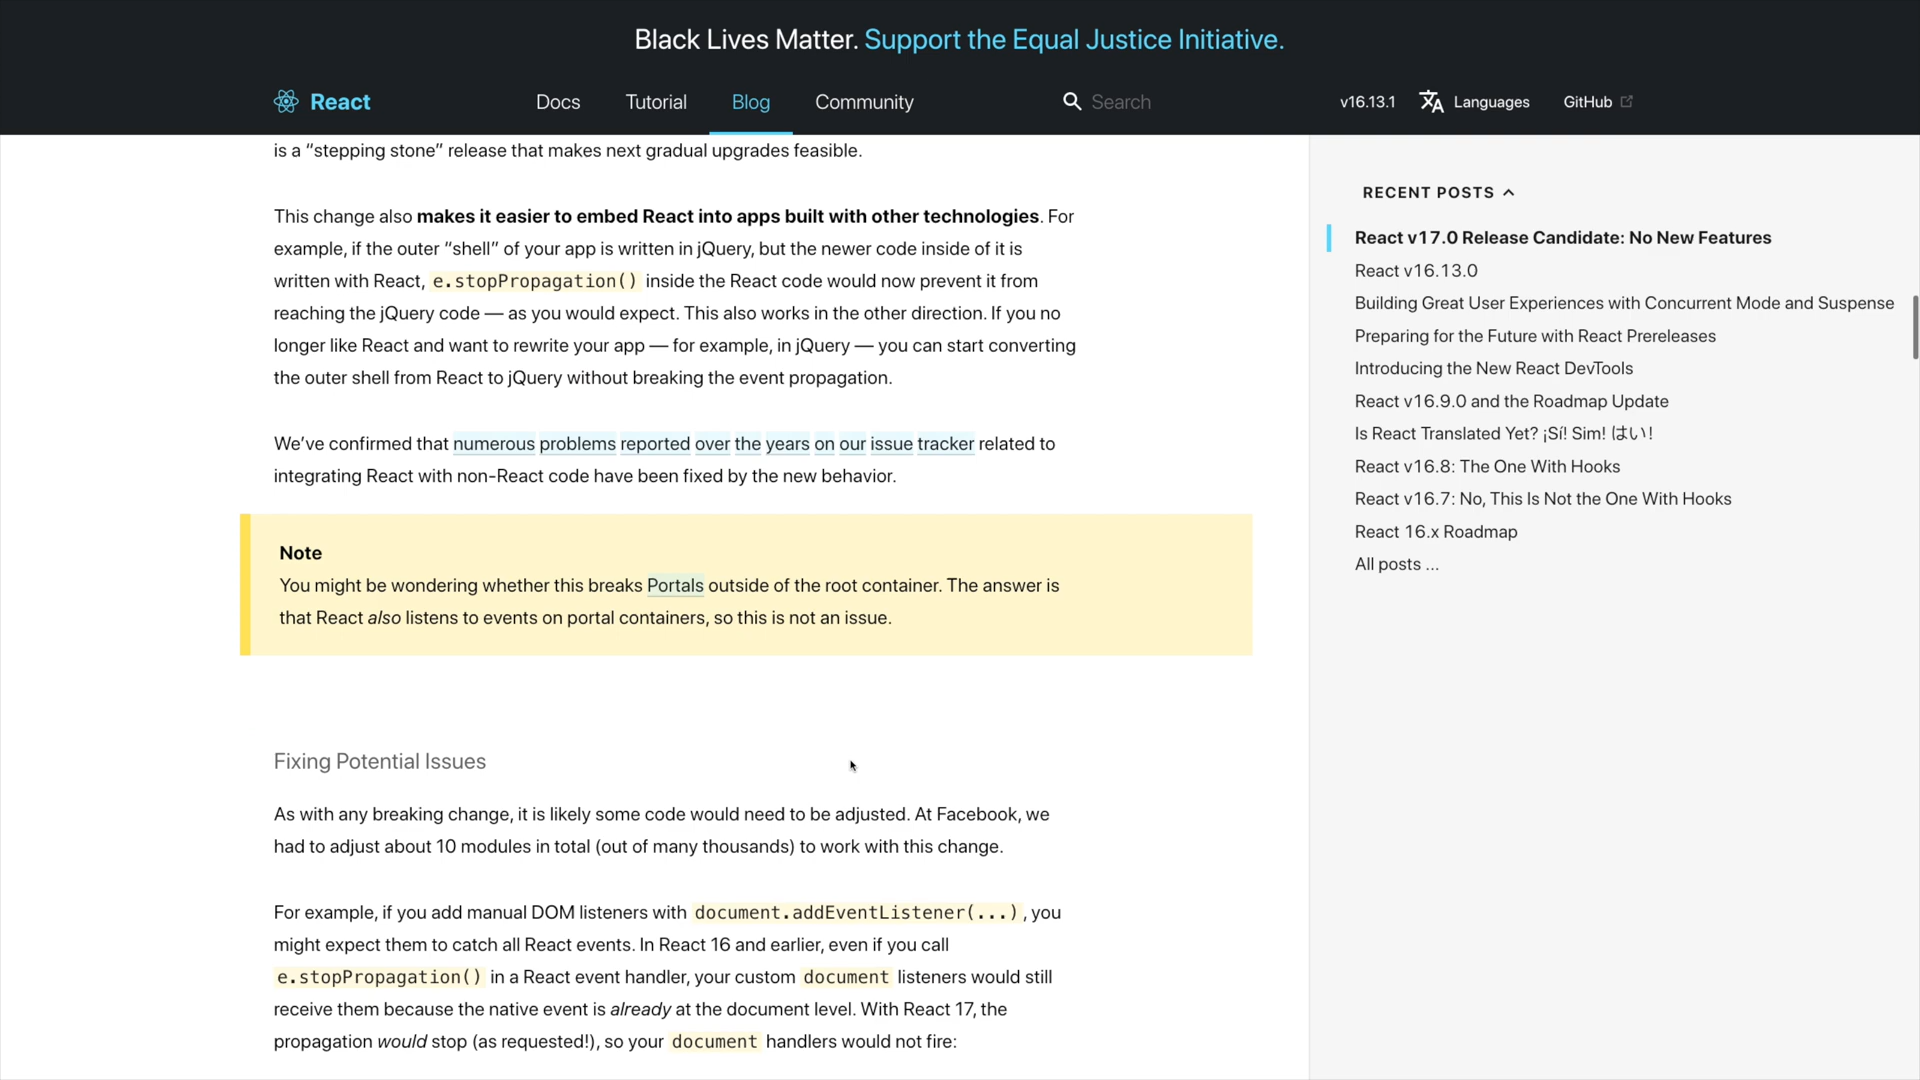 Black Lives Matter. Support the Equal Justice Initiative.
React
Docs
Tutorial
Blog
Community
Search
v16.13.1
Languages
GitHub
is a “stepping stone” release that makes next gradual upgrades feasible.
This change also makes it easier to embed React into apps built with other technologies. For
example, if the outer “shell” of your app is written in jQuery, but the newer code inside of it is
written with React, e.stopPropagation() inside the React code would now prevent it from
reaching the jQuery code — as you would expect. This also works in the other direction. If you no
longer like React and want to rewrite your app — for example, in jQuery — you can start converting
the outer shell from React to jQuery without breaking the event propagation.
We’ve confirmed that numerous problems reported over the years on our issue tracker related to
integrating React with non-React code have been fixed by the new behavior.
Note
You might be wondering whether this breaks Portals outside of the root container. The answer is
that React also listens to events on portal containers, so this is not an issue.
Fixing Potential Issues
As with any breaking change, it is likely some code would need to be adjusted. At Facebook, we
had to adjust about 10 modules in total (out of many thousands) to work with this change.
For example, if you add manual DOM listeners with document.addEventListener(...), you
might expect them to catch all React events. In React 16 and earlier, even if you call
e.stopPropagation() in a React event handler, your custom document listeners would still
receive them because the native event is already at the document level. With React 17, the
propagation would stop (as requested!), so your document handlers would not fire:
RECENT POSTS
React v17.0 Release Candidate: No New Features
React v16.13.0
Building Great User Experiences with Concurrent Mode and Suspense
Preparing for the Future with React Prereleases
Introducing the New React DevTools
React v16.9.0 and the Roadmap Update
Is React Translated Yet? ¡Sí! Sim! はい!
React v16.8: The One With Hooks
React v16.7: No, This Is Not the One With Hooks
React 16.x Roadmap
All posts ...